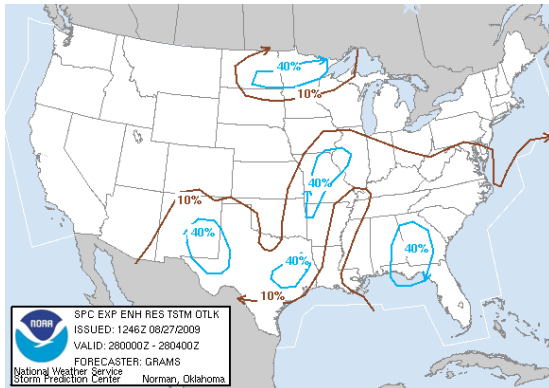 40%
10%
40%
10%
40%
40%
40%
10%
NOAA
SPC EXP ENH RES TSTM OTLK
ISSUED: 1246Z 08/27/2009
VALID: 280000Z - 280400Z
FORECASTER: GRAMS
National Weather Service
Storm Prediction Center Norman, Oklahoma